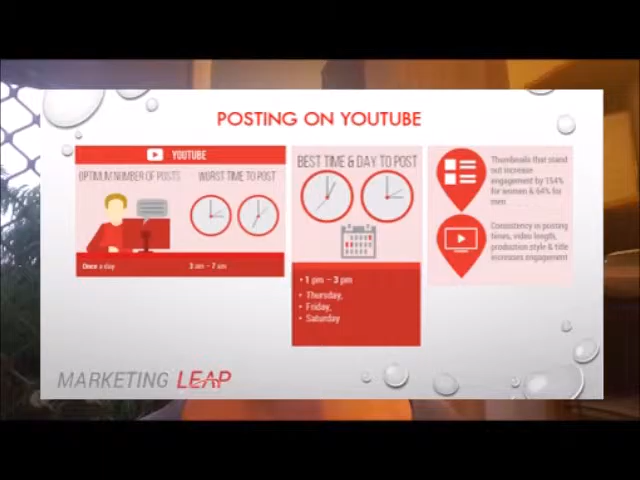 POSTING ON YOUTUBE
YOUTUBE
OPTIMUM NUMBER OF POSTS
WORST TIME TO POST
Once a day
3 am – 7 am
BEST TIME & DAY TO POST
• 1 pm – 3 pm
• Thursday,
• Friday,
• Saturday
Thumbnails that stand
out increase
engagement by 154%
for women & 64% for
men
Consistency in posting
times, video length,
production style & title
increases engagement
MARKETING LEAP